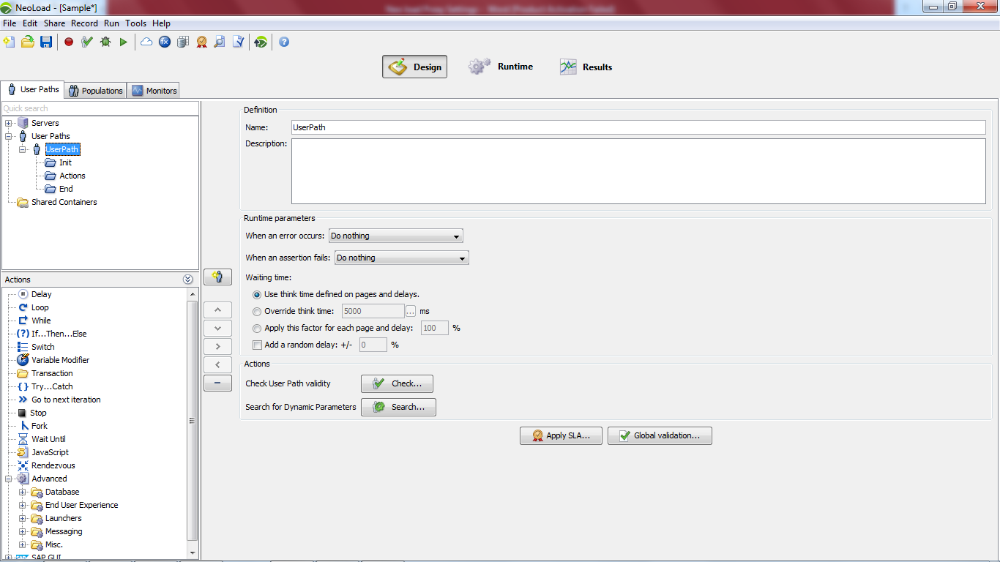 NeoLoad - [Sample*]
File Edit Share Record Run Tools Help
Design Runtime Results
User Paths Populations Monitors
Quick search
Servers
User Paths
UserPath
Init
Actions
End
Shared Containers
Actions
Delay
Loop
While
If...Then...Else
Switch
Variable Modifier
Transaction
Try...Catch
Go to next iteration
Stop
Fork
Wait Until
JavaScript
Rendezvous
Advanced
Database
End User Experience
Launchers
Messaging
Misc.
SAP GUI
Definition
Name: UserPath
Description:
Runtime parameters
When an error occurs: Do nothing
When an assertion fails: Do nothing
Waiting time:
Use think time defined on pages and delays.
Override think time: 5000 ... ms
Apply this factor for each page and delay: 100 %
Add a random delay: +/- 0 %
Actions
Check User Path validity Check...
Search for Dynamic Parameters Search...
Apply SLA... Global validation...